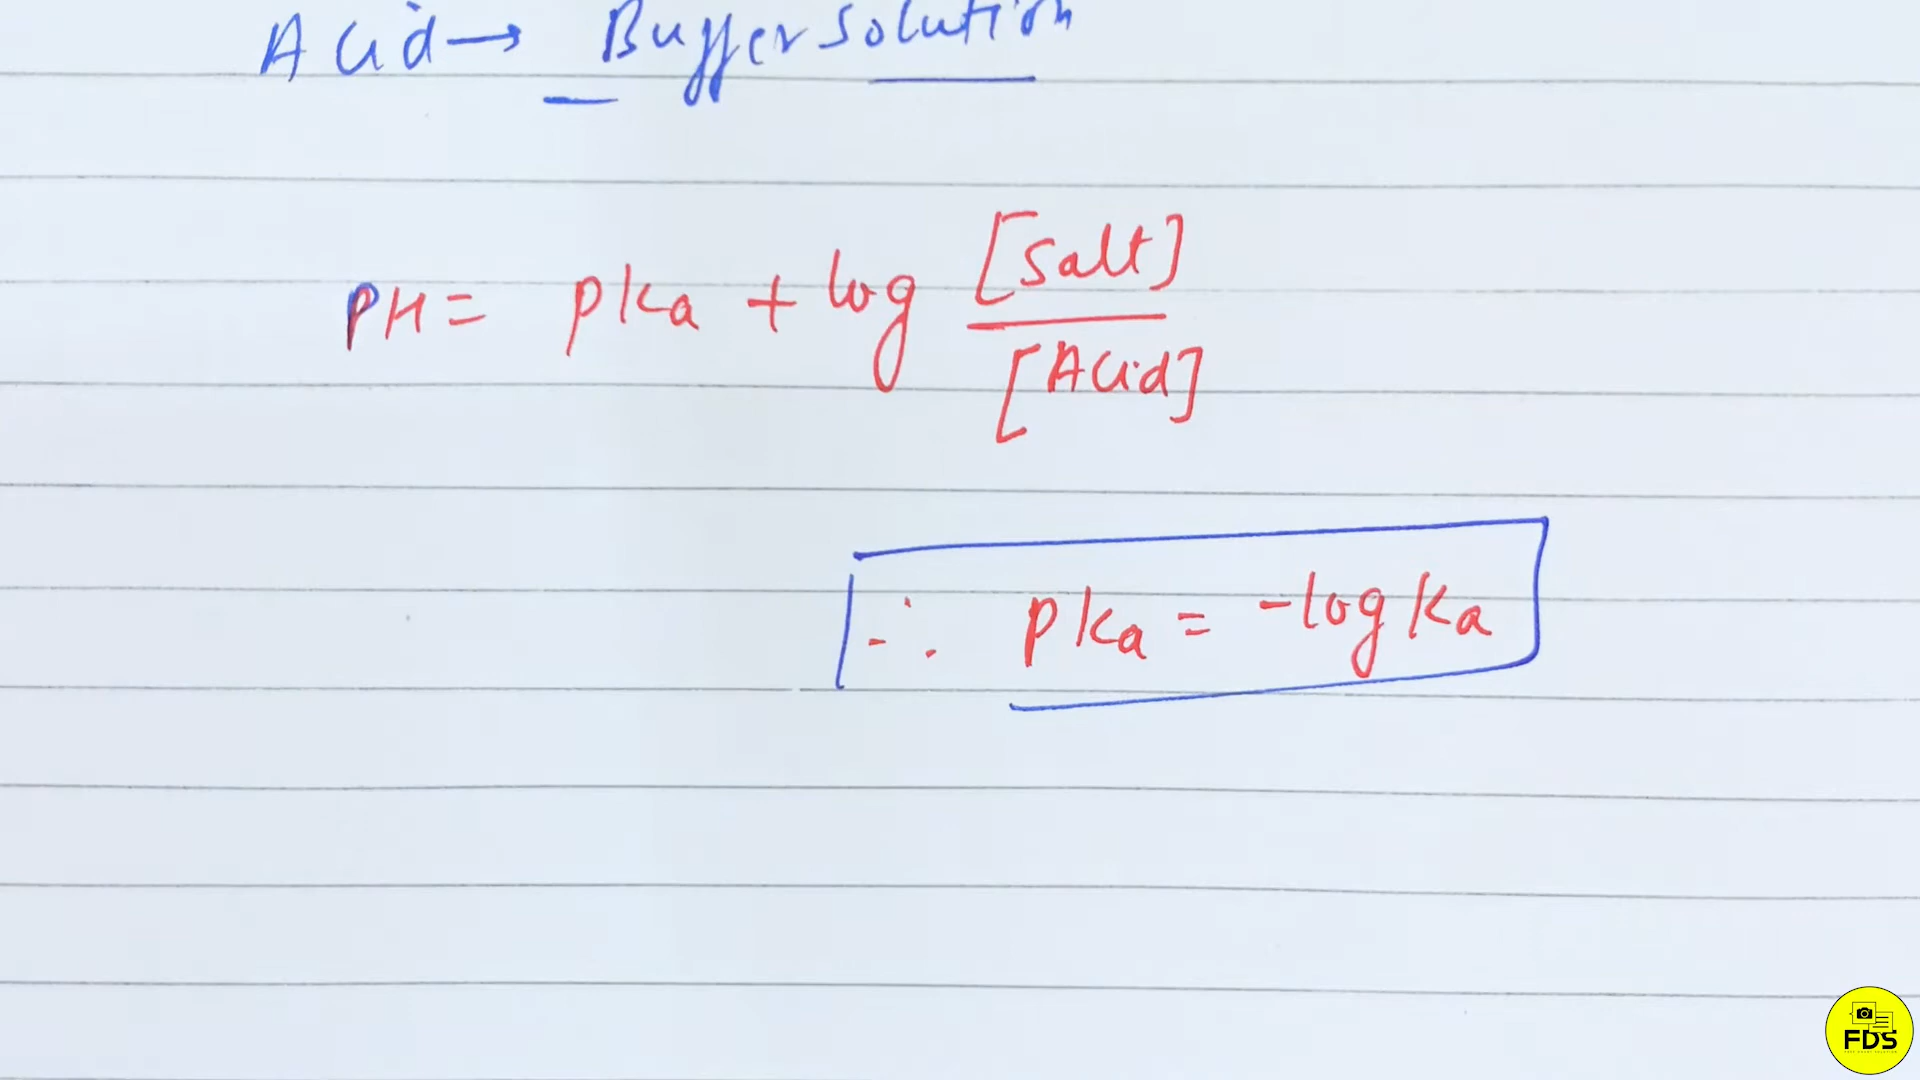 Acid → Buffer solution
PH = pka + log [Salt] / [Acid]
∴ pka = -log ka
FDS